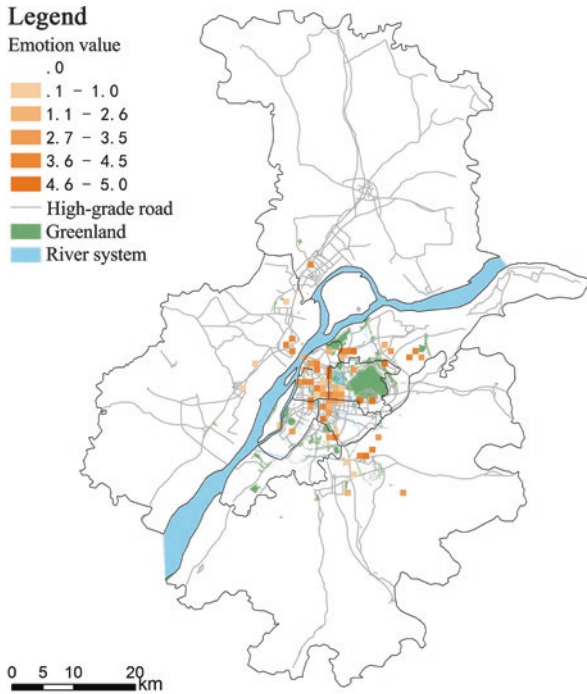 Legend
Emotion value
.0
.1 - 1.0
1.1 - 2.6
2.7 - 3.5
3.6 - 4.5
4.6 - 5.0
High-grade road
Greenland
River system
0 5 10 20
km